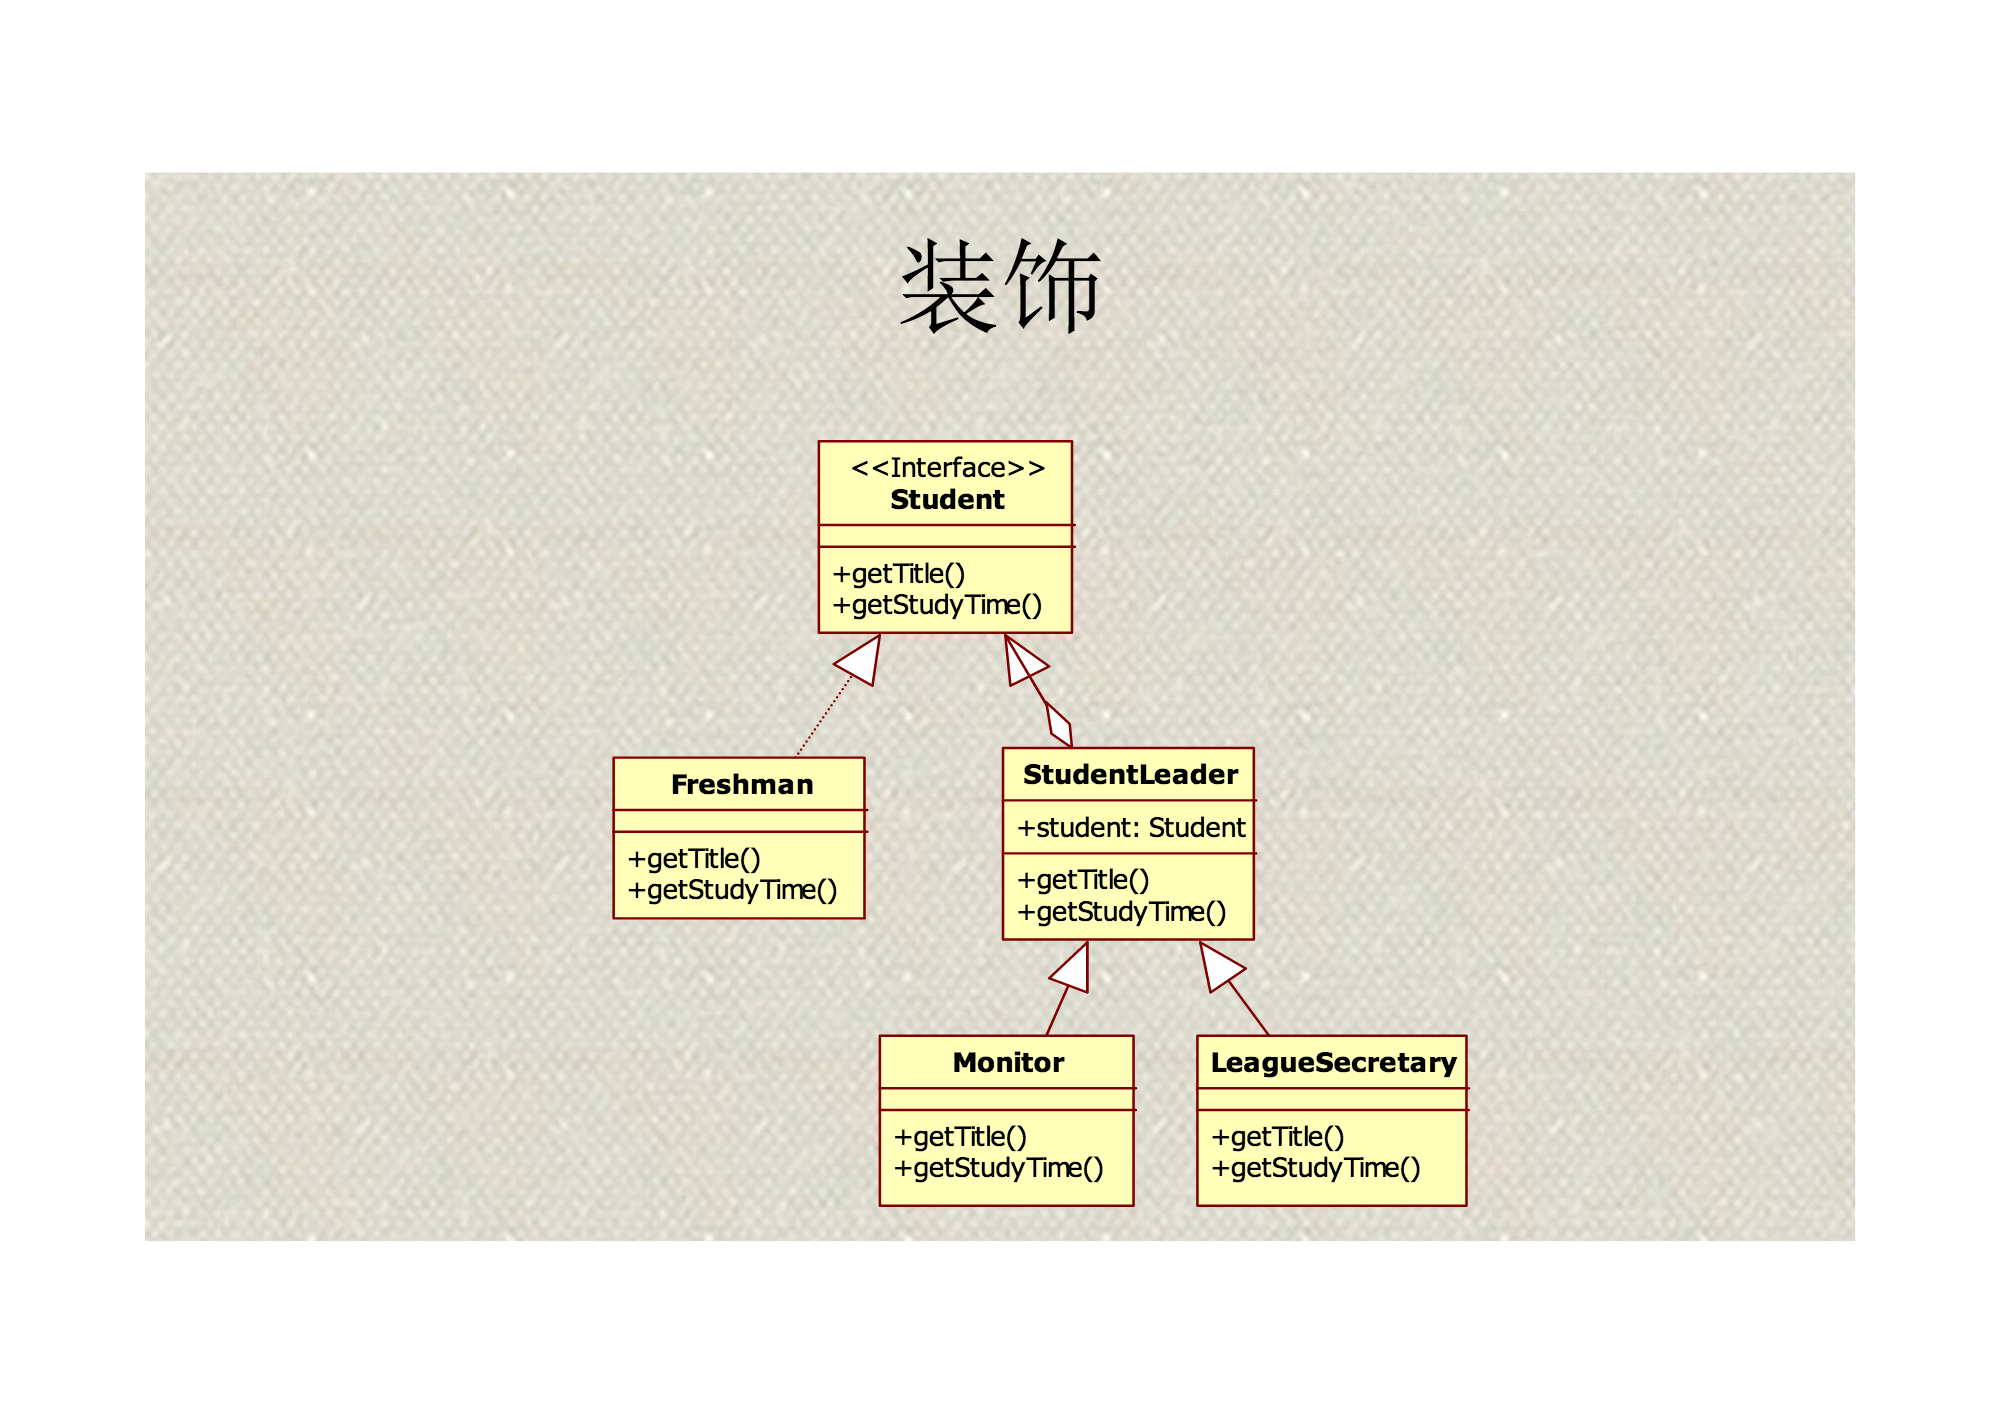 装饰
<<Interface>>
Student
+getTitle()
+getStudyTime()
Freshman
+getTitle()
+getStudyTime()
StudentLeader
+student: Student
+getTitle()
+getStudyTime()
Monitor
+getTitle()
+getStudyTime()
LeagueSecretary
+getTitle()
+getStudyTime()